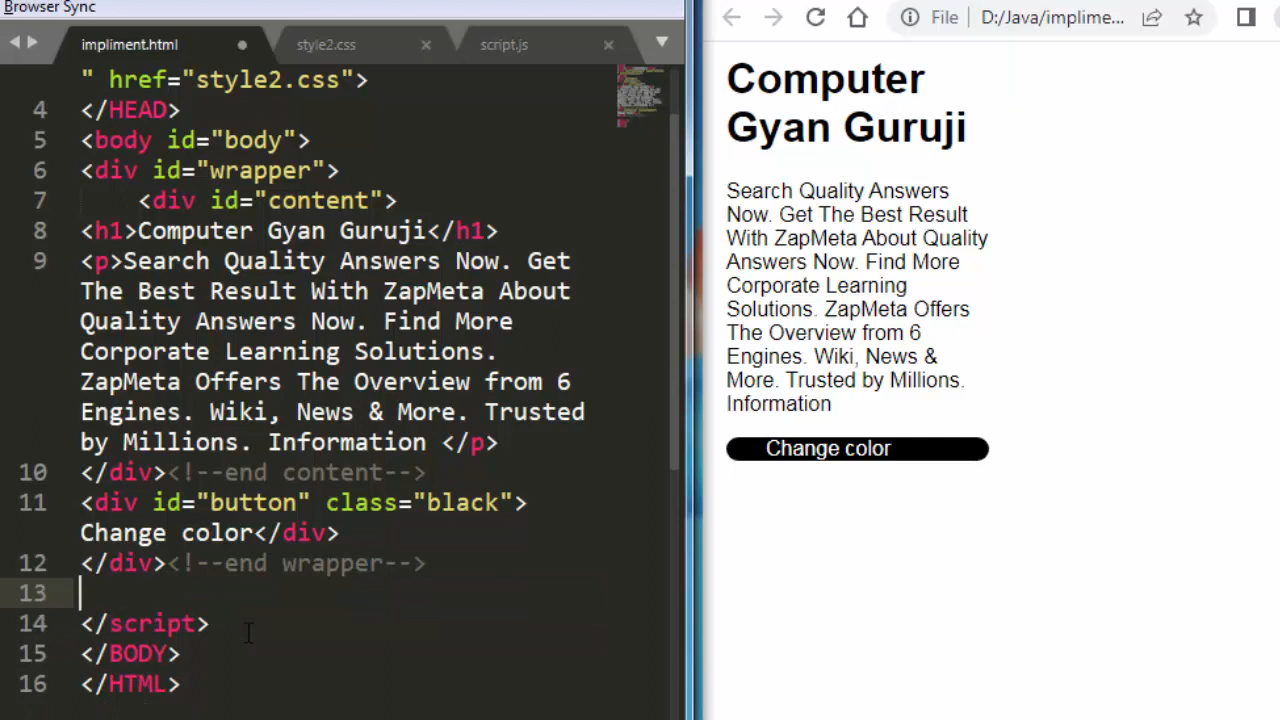 Browser Sync
impliment.html
style2.css
script.js
File
D:/Java/implime...
" href="style2.css">
4 </HEAD>
5 <body id="body">
6 <div id="wrapper">
7 <div id="content">
8 <h1>Computer Gyan Guruji</h1>
9 <p>Search Quality Answers Now. Get
The Best Result With ZapMeta About
Quality Answers Now. Find More
Corporate Learning Solutions.
ZapMeta Offers The Overview from 6
Engines. Wiki, News & More. Trusted
by Millions. Information </p>
10 </div><!--end content-->
11 <div id="button" class="black">
Change color</div>
12 </div><!--end wrapper-->
13
14 </script>
15 </BODY>
16 </HTML>
Computer
Gyan Guruji
Search Quality Answers
Now. Get The Best Result
With ZapMeta About Quality
Answers Now. Find More
Corporate Learning
Solutions. ZapMeta Offers
The Overview from 6
Engines. Wiki, News &
More. Trusted by Millions.
Information
Change color